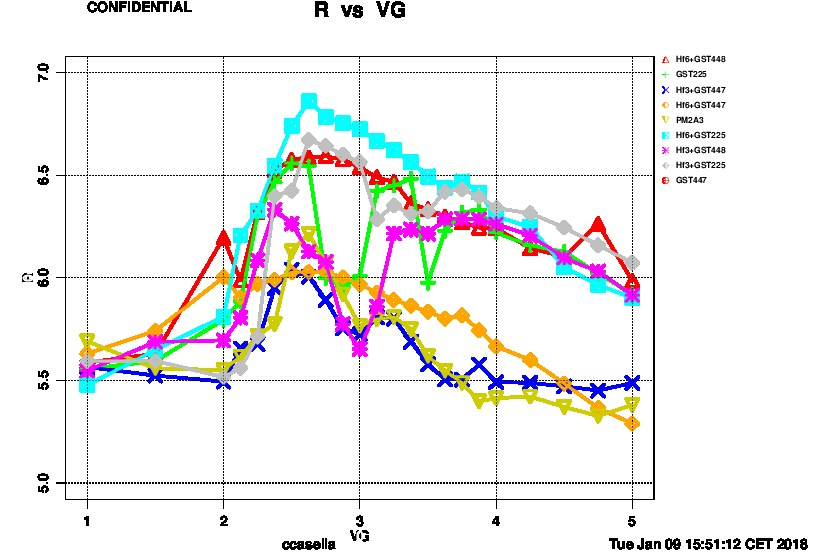 CONFIDENTIAL
R vs VG
Hf6+GST448
GST225
Hf3+GST447
Hf6+GST447
PM2A3
Hf6+GST225
Hf3+GST448
Hf3+GST225
GST447
7.0
6.5
6.0
5.5
5.0
R
1 2 3 4 5
VG
ccasella
Tue Jan 09 15:51:12 CET 2018